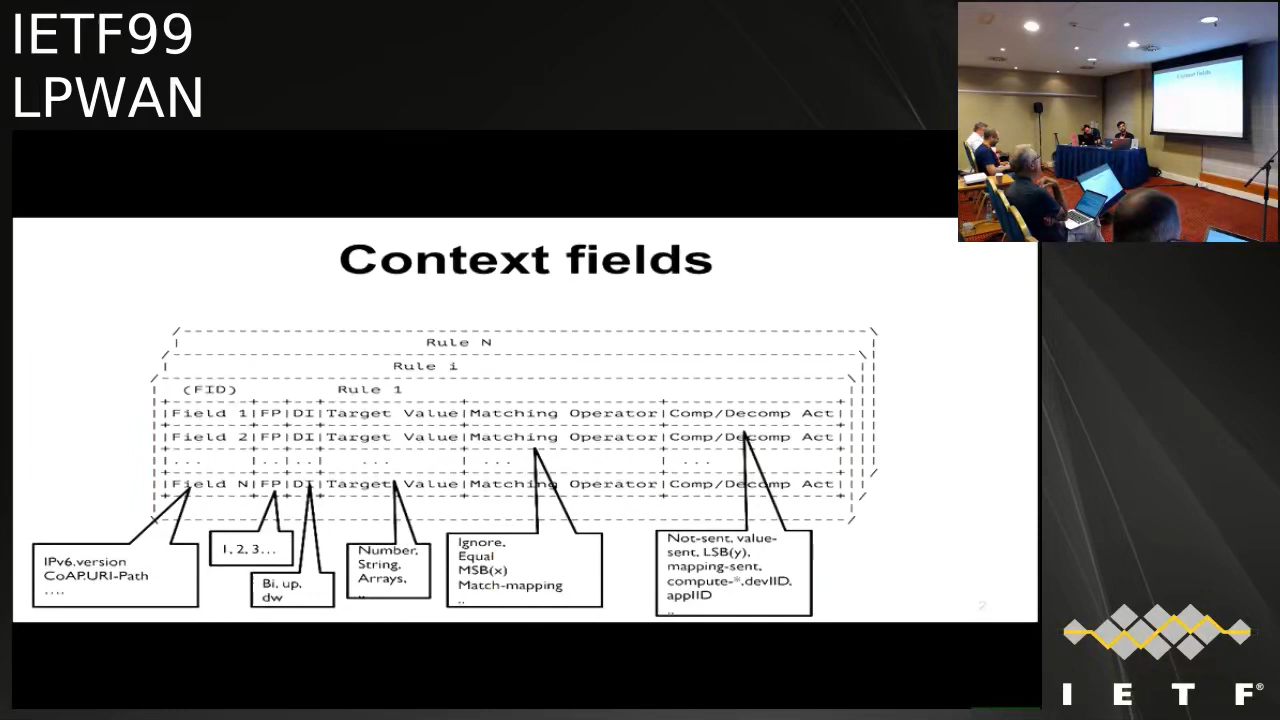 IETF99
LPWAN
Context fields
Context fields
Rule N
Rule i
(FID) Rule 1
|Field 1|FP|DI|Target Value|Matching Operator|Comp/Decomp Act|
|Field 2|FP|DI|Target Value|Matching Operator|Comp/Decomp Act|
|... |..|..| ... | ... | ... |
|Field N|FP|DI|Target Value|Matching Operator|Comp/Decomp Act|
IPv6.version
CoAP.URI-Path
....
1, 2, 3...
Bi, up,
dw
Number,
String,
Arrays,
..
Ignore,
Equal
MSB(x)
Match-mapping
..
Not-sent, value-
sent, LSB(y),
mapping-sent,
compute-*,devIID,
appIID
..
2
I E T F®